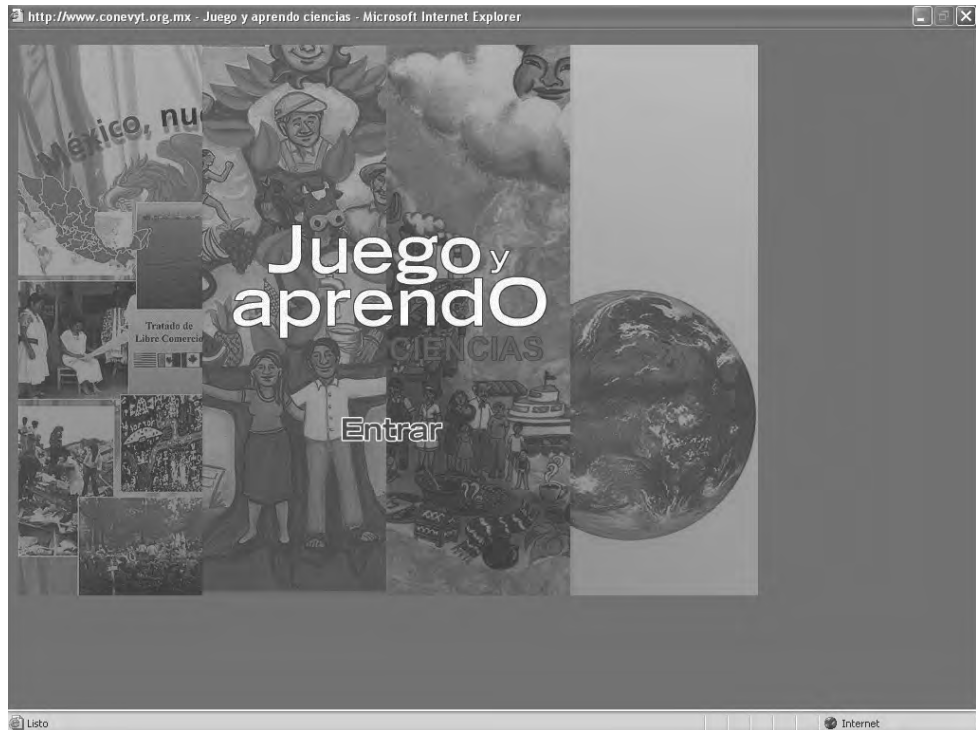 http://www.conevyt.org.mx - Juego y aprendo ciencias - Microsoft Internet Explorer
México, nu
Tratado de
Libre Comercio
Juego y
aprendO
CIENCIAS
Entrar
Listo
Internet